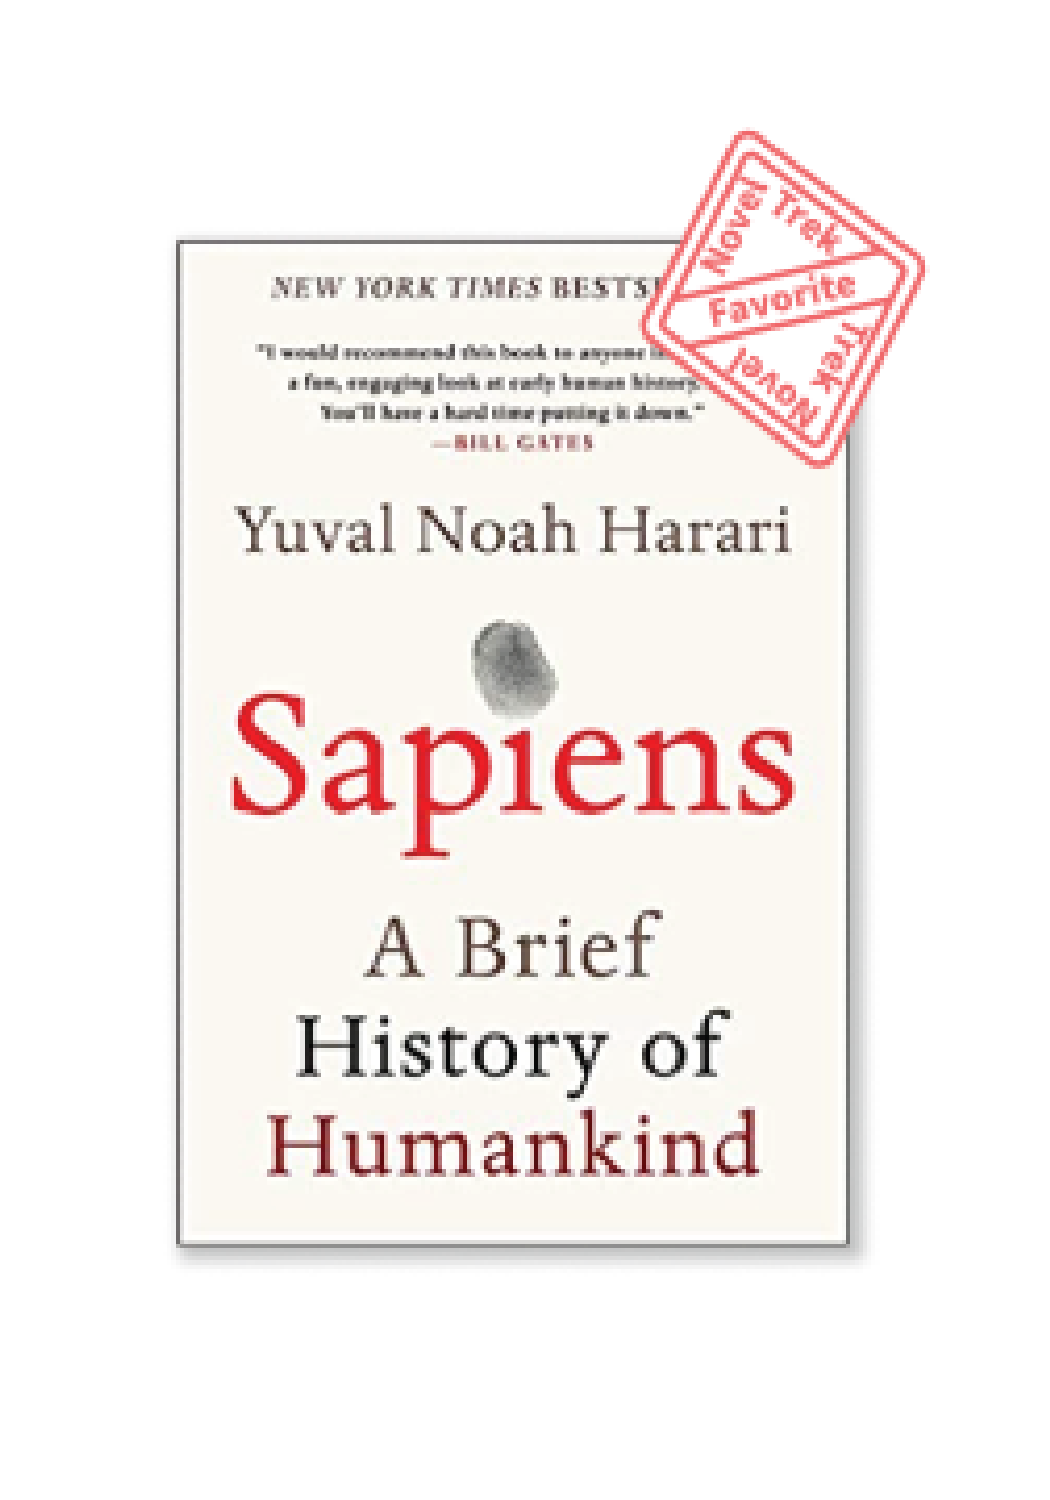 NEW YORK TIMES
"I would recommend this book to anyone
a fun, engaging look at early human history.
You'll have a hard time putting it down."
—BILL GATES
Yuval Noah Harari
Sapiens
A Brief
History of
Humankind
Novel Trek
Favorite
Novel Trek